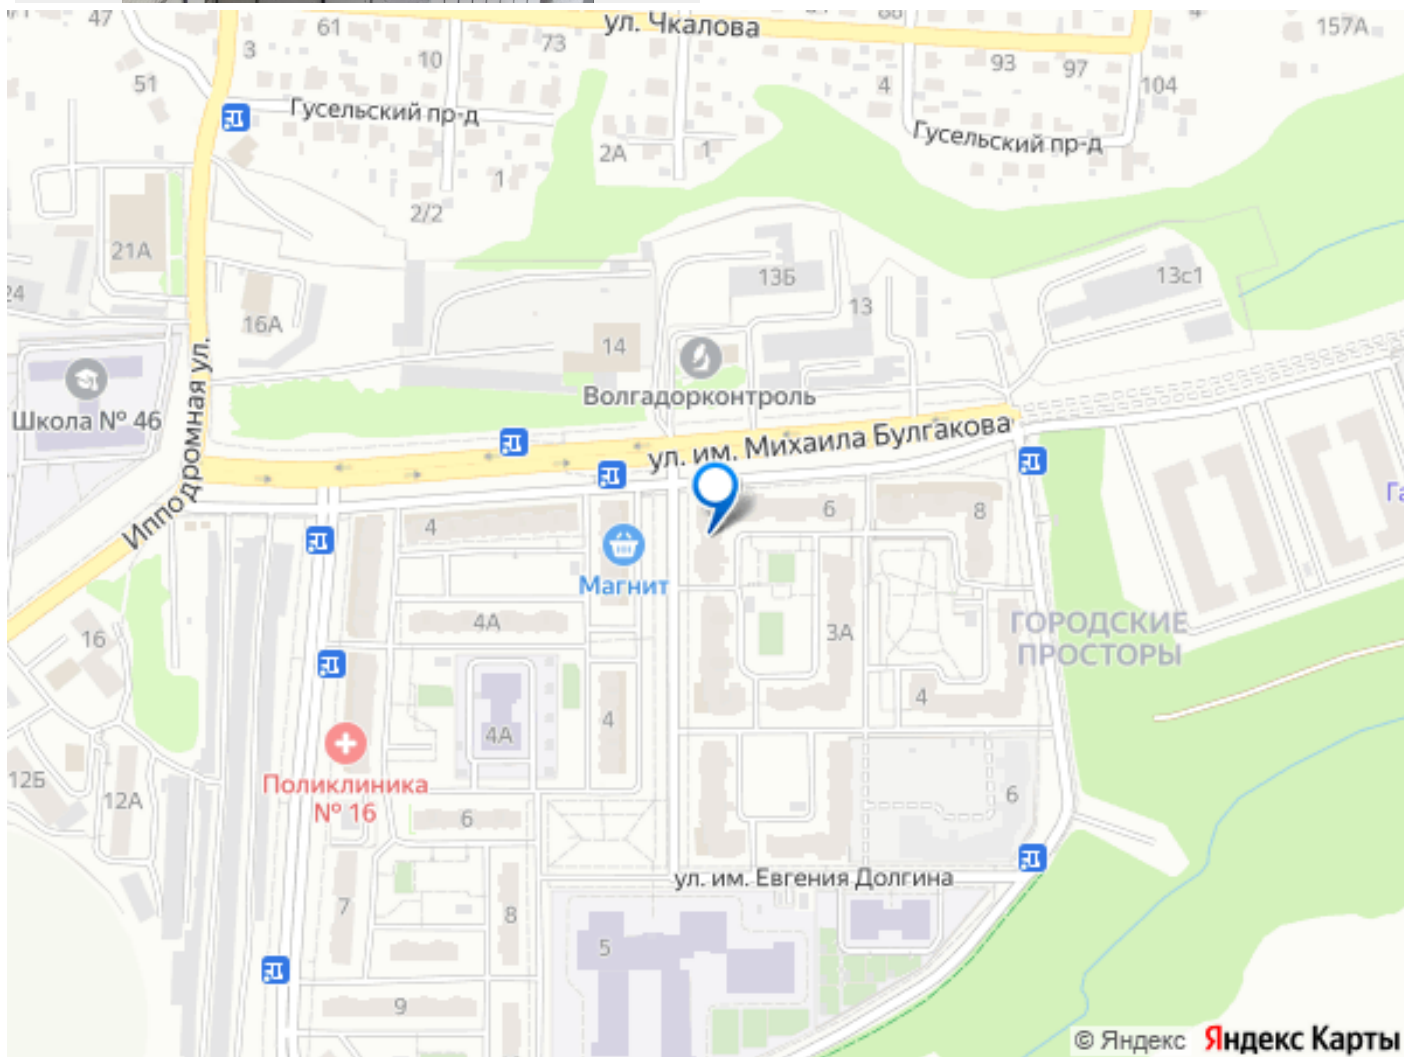 47
61
ул. Чкалова
157А
3
73
10
93
97
51
4
104
Гусельский пр-д
Гусельский пр-д
2А
1
1
2/2
21А
13Б
13с1
24
13
16А
14
Ипподромная ул.
Волгадорконтроль
Школа № 46
ул. им. Михаила Булгакова
4
6
8
Магнит
4А
3А
ГОРОДСКИЕ
ПРОСТОРЫ
16
4
4
4А
12Б
12А
Поликлиника
№ 16
6
6
ул. им. Евгения Долгина
7
8
5
9
© Яндекс Яндекс Карты